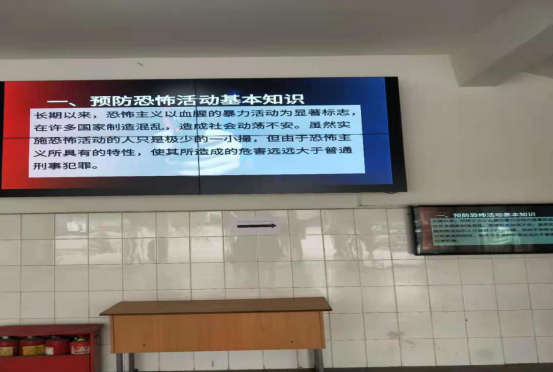 一、预防恐怖活动基本知识
长期以来，恐怖主义以血腥的暴力活动为显著标志，
在许多国家制造混乱，造成社会动荡不安。虽然实
施恐怖活动的人只是极少的一小撮，但由于恐怖主
义所具有的特性，使其所造成的危害远远大于普通
刑事犯罪。
一、预防恐怖活动基本知识